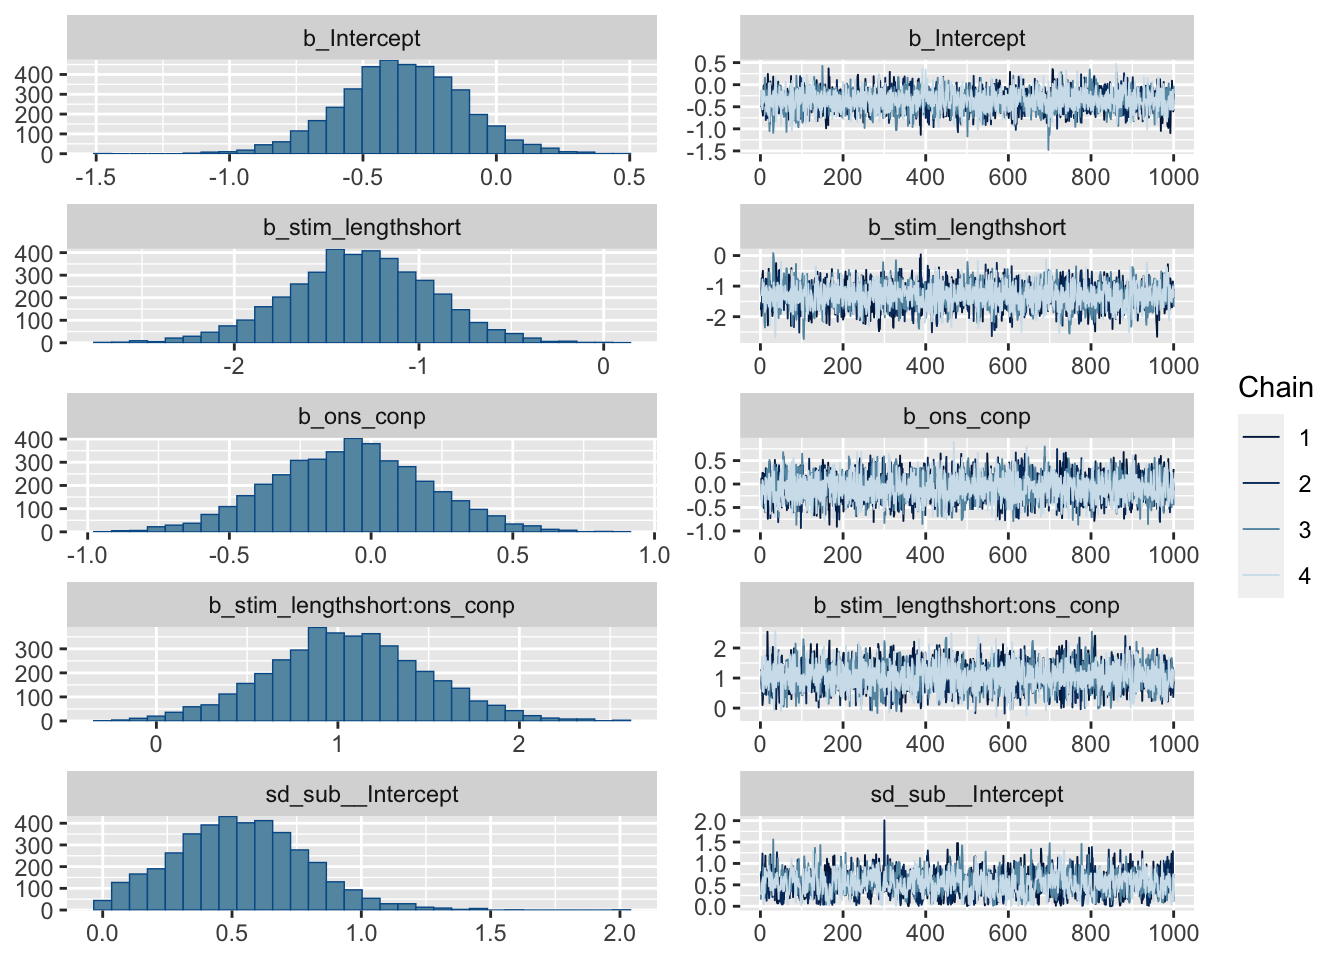 b_Intercept
400
300
200
100
0
-1.5 -1.0 -0.5 0.0 0.5
b_Intercept
0.5
0.0
-0.5
-1.0
-1.5
0 200 400 600 800 1000
b_stim_lengthshort
400
300
200
100
0
-2 -1 0
b_stim_lengthshort
0
-1
-2
0 200 400 600 800 1000
b_ons_conp
400
300
200
100
0
-1.0 -0.5 0.0 0.5 1.0
b_ons_conp
0.5
0.0
-0.5
-1.0
0 200 400 600 800 1000
b_stim_lengthshort:ons_conp
300
200
100
0
0 1 2
b_stim_lengthshort:ons_conp
2
1
0
0 200 400 600 800 1000
sd_sub__Intercept
400
300
200
100
0
0.0 0.5 1.0 1.5 2.0
sd_sub__Intercept
2.0
1.5
1.0
0.5
0.0
0 200 400 600 800 1000
Chain
1
2
3
4